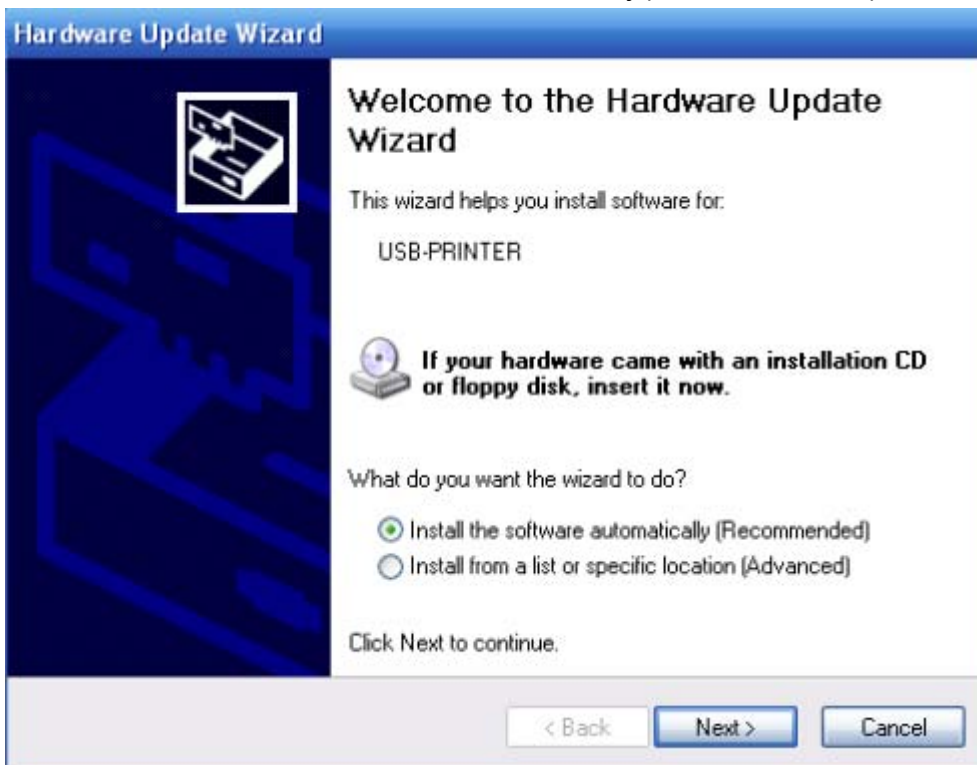 Hardware Update Wizard
Welcome to the Hardware Update
Wizard
This wizard helps you install software for:
USB-PRINTER
If your hardware came with an installation CD
or floppy disk, insert it now.
What do you want the wizard to do?
Install the software automatically (Recommended)
Install from a list or specific location (Advanced)
Click Next to continue.
< Back
Next >
Cancel